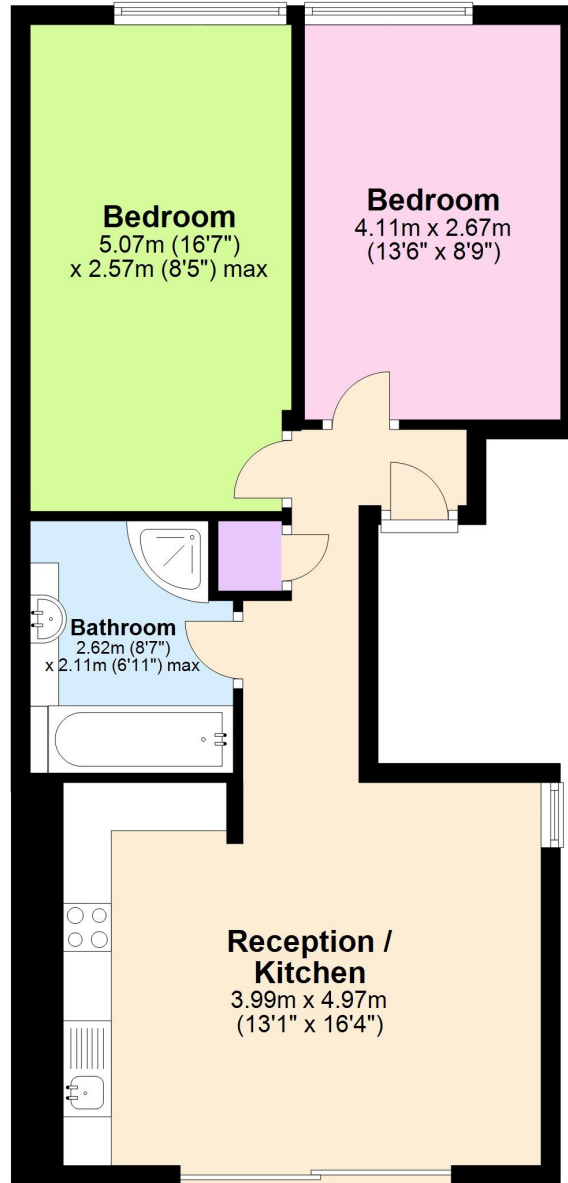 Bedroom
5.07m (16'7")
x 2.57m (8'5") max
Bedroom
4.11m x 2.67m
(13'6" x 8'9")
Bathroom
2.62m (8'7")
x 2.11m (6'11") max
Reception /
Kitchen
3.99m x 4.97m
(13'1" x 16'4")